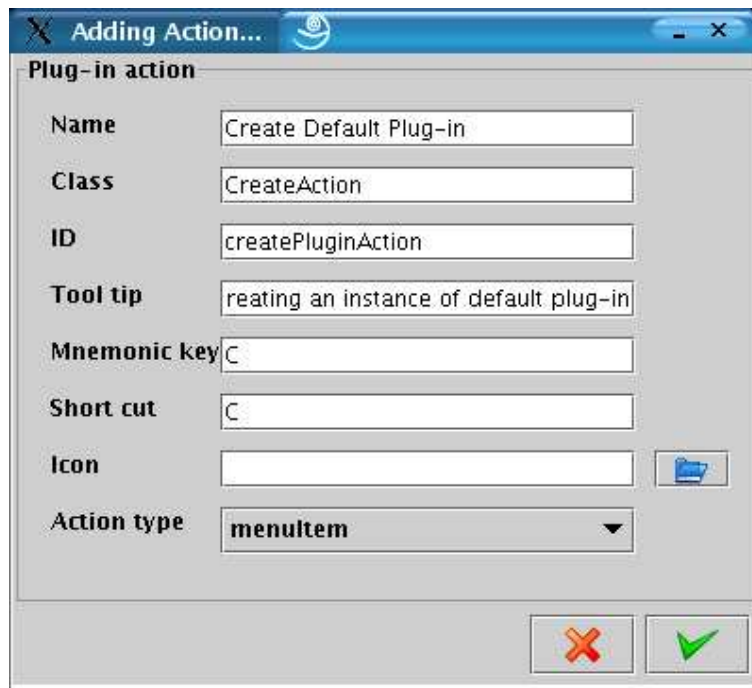 Adding Action...
Plug-in action
Name Create Default Plug-in
Class CreateAction
ID createPluginAction
Tool tip reating an instance of default plug-in
Mnemonic key C
Short cut C
Icon
Action type menuItem